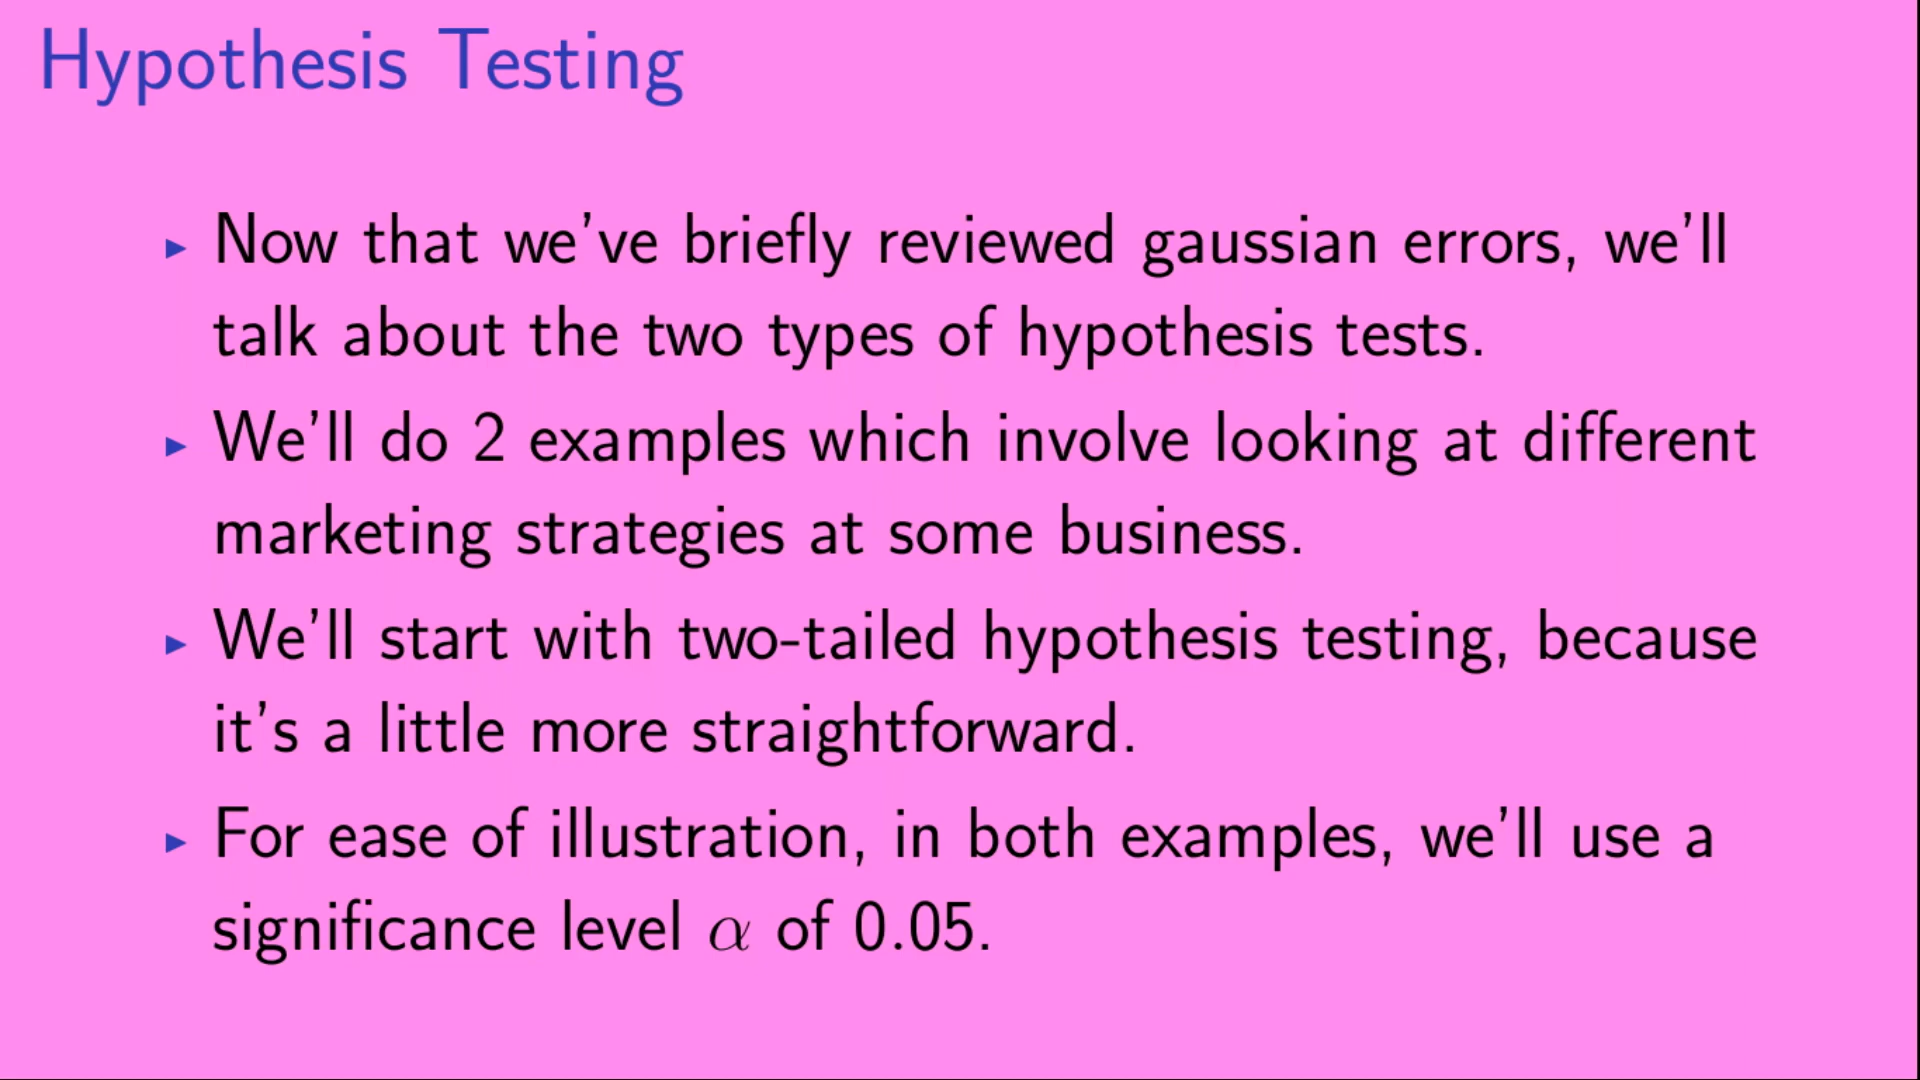 Hypothesis Testing
▸ Now that we've briefly reviewed gaussian errors, we'll
talk about the two types of hypothesis tests.
▸ We'll do 2 examples which involve looking at different
marketing strategies at some business.
▸ We'll start with two-tailed hypothesis testing, because
it's a little more straightforward.
▸ For ease of illustration, in both examples, we'll use a
significance level α of 0.05.